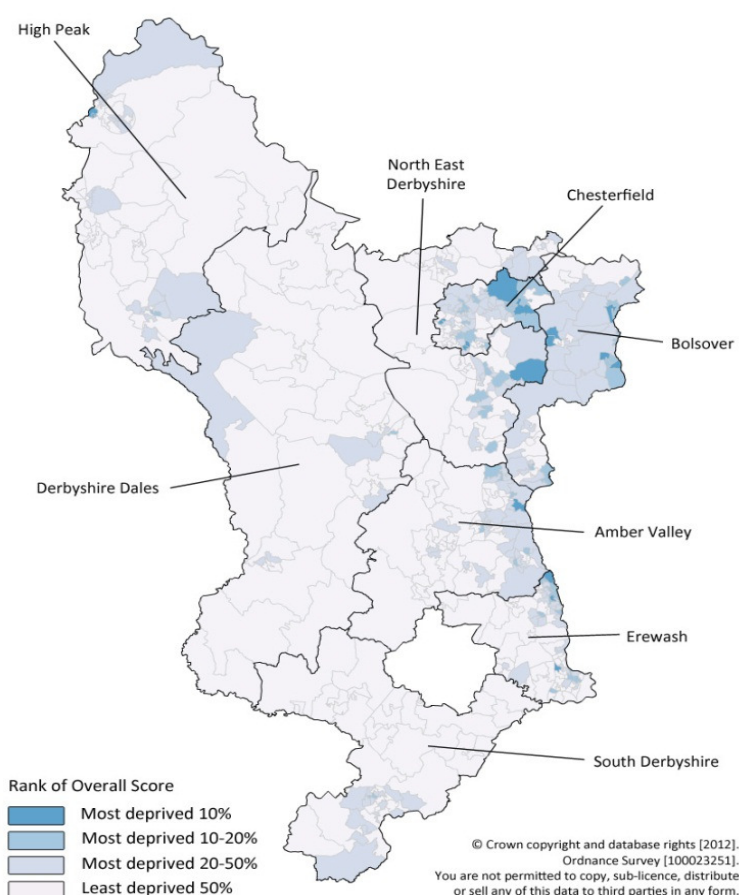 High Peak
North East
Derbyshire
Chesterfield
Bolsover
Derbyshire Dales
Amber Valley
Erewash
South Derbyshire
Rank of Overall Score
Most deprived 10%
Most deprived 10-20%
Most deprived 20-50%
Least deprived 50%
© Crown copyright and database rights [2012].
Ordnance Survey [100023251].
You are not permitted to copy, sub-licence, distribute
or sell any of this data to third parties in any form.